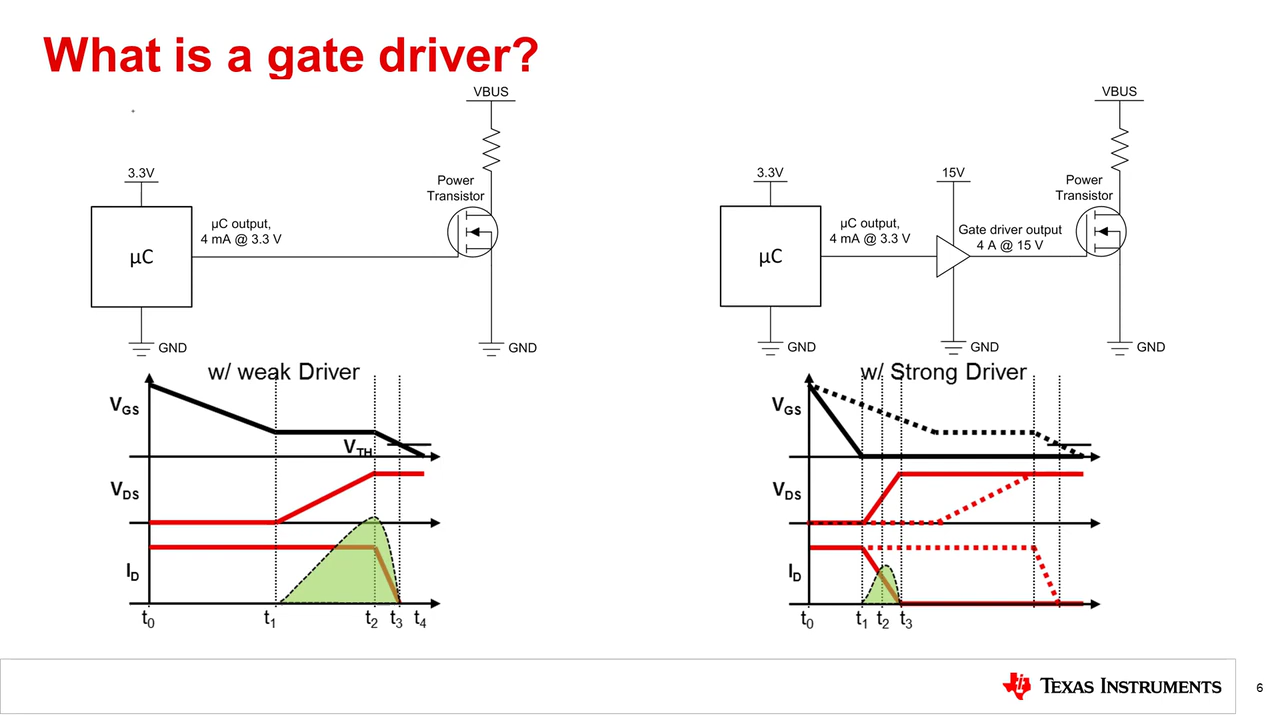 What is a gate driver?
VBUS
3.3V
Power
Transistor
µC output,
4 mA @ 3.3 V
µC
GND
GND
VBUS
3.3V
15V
Power
Transistor
µC output,
4 mA @ 3.3 V
Gate driver output
4 A @ 15 V
µC
GND
GND
GND
w/ weak Driver
VGS
VTH
VDS
ID
t0 t1 t2 t3 t4
w/ Strong Driver
VGS
VDS
ID
t0 t1 t2 t3
TEXAS INSTRUMENTS
6